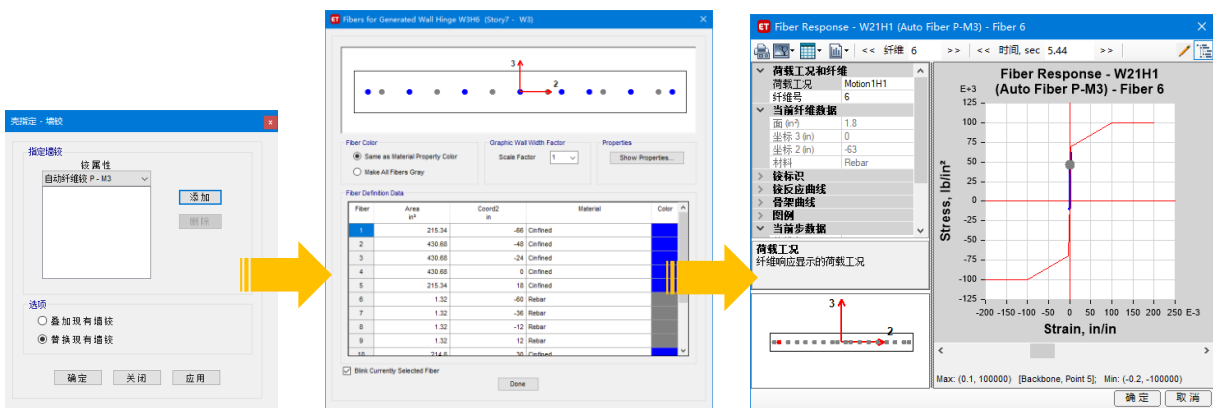 壳指定 - 墙铰
指定墙铰
铰属性
自动纤维铰 P - M3
添加
删除
选项
叠加现有墙铰
替换现有墙铰
确定 关闭 应用
ET Fibers for Generated Wall Hinge W3H6 (Story7 - W3)
3
2
Fiber Color
Same as Material Property Color
Make All Fibers Gray
Graphic Wall Width Factor
Scale Factor 1
Properties
Show Properties...
Fiber Definition Data
Fiber Area in² Coord2 in Material Color
1 215.34 -66 Cinfined
2 430.68 -48 Cinfined
3 430.68 -24 Cinfined
4 430.68 0 Cinfined
5 215.34 18 Cinfined
6 1.32 -60 Rebar
7 1.32 -36 Rebar
8 1.32 -12 Rebar
9 1.32 12 Rebar
10 214.8 30 Cinfined
Blink Currently Selected Fiber
Done
ET Fiber Response - W21H1 (Auto Fiber P-M3) - Fiber 6
<< 纤维 6 >> << 时间, sec 5.44 >>
荷载工况和纤维
荷载工况 Motion1H1
纤维号 6
当前纤维数据
面 (in²) 1.8
坐标 3 (in) 0
坐标 2 (in) -63
材料 Rebar
铰标识
铰反应曲线
骨架曲线
图例
当前步数据
荷载工况
纤维响应显示的荷载工况
3
2
Fiber Response - W21H1
(Auto Fiber P-M3) - Fiber 6
E+3
125
100
75
50
25
0
-25
-50
-75
-100
-125
Stress, lb/in²
-200 -150 -100 -50 0 50 100 150 200 250 E-3
Strain, in/in
Max: (0.1, 100000) [Backbone, Point 5]; Min: (-0.2, -100000)
确定 取消